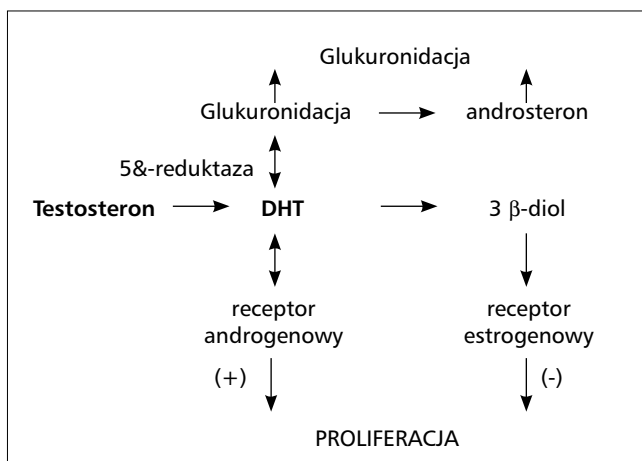 Glukuronidacja
Glukuronidacja androsteron
5&-reduktaza
Testosteron DHT 3 β-diol
receptor androgenowy
receptor estrogenowy
(+) (-)
PROLIFERACJA